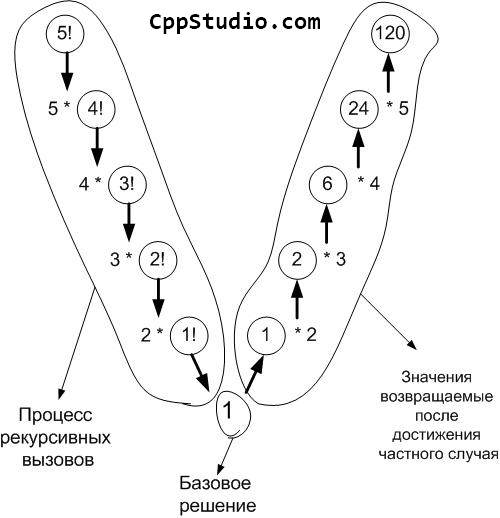 CppStudio.com
5!
5 * 4!
4 * 3!
3 * 2!
2 * 1!
1
1 * 2
2 * 3
6 * 4
24 * 5
120
Процесс
рекурсивных
вызовов
Базовое
решение
Значения
возвращаемые
после
достижения
частного случая